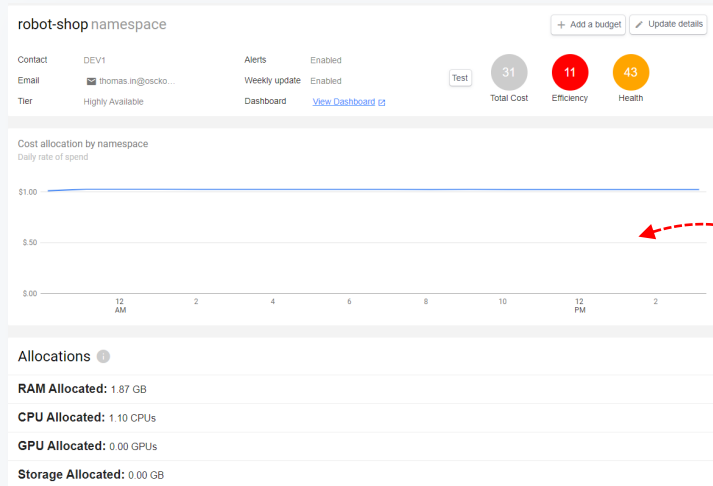 robot-shop namespace
+ Add a budget
Update details
Contact DEV1
Email thomas.in@oscko...
Tier Highly Available
Alerts Enabled
Weekly update Enabled
Dashboard View Dashboard
Test
31
Total Cost
11
Efficiency
43
Health
Cost allocation by namespace
Daily rate of spend
$1.00
$.50
$.00
12 AM 2 4 6 8 10 12 PM 2
Allocations i
RAM Allocated: 1.87 GB
CPU Allocated: 1.10 CPUs
GPU Allocated: 0.00 GPUs
Storage Allocated: 0.00 GB